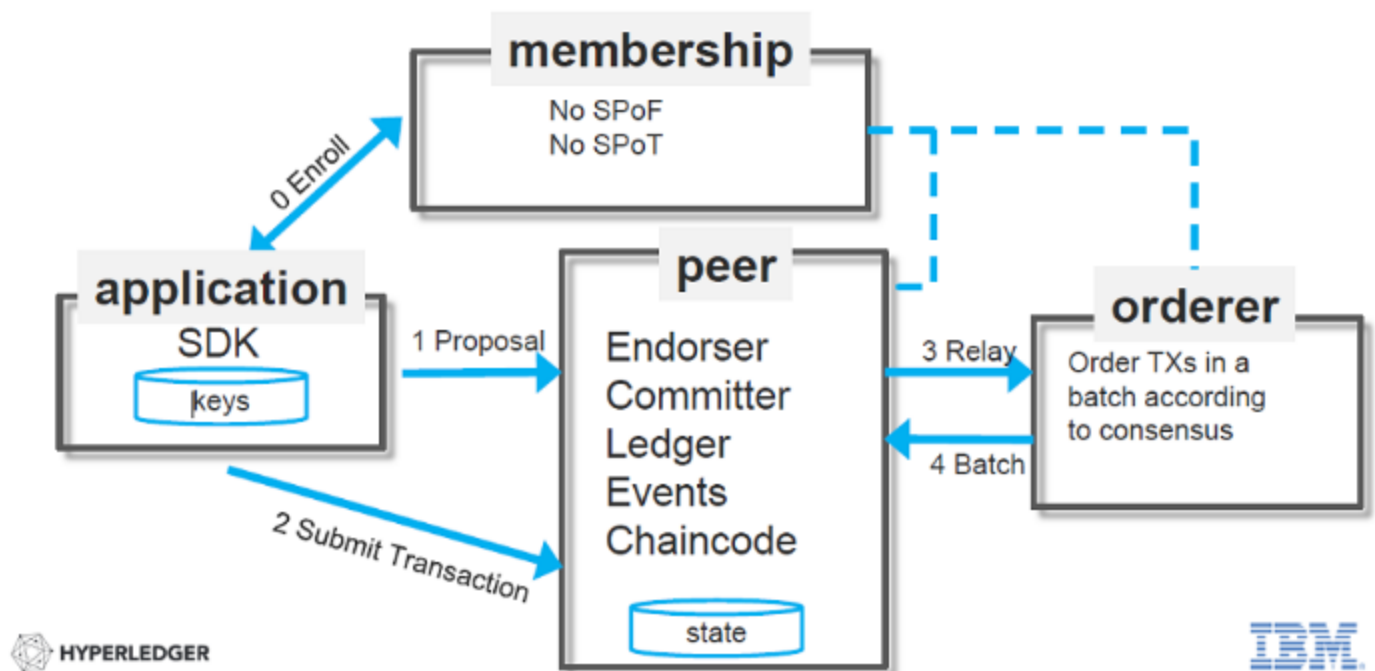 membership
No SPoF
No SPoT
0 Enroll
application
SDK
keys
1 Proposal
2 Submit Transaction
peer
Endorser
Committer
Ledger
Events
Chaincode
state
3 Relay
4 Batch
orderer
Order TXs in a
batch according
to consensus
HYPERLEDGER
IBM.